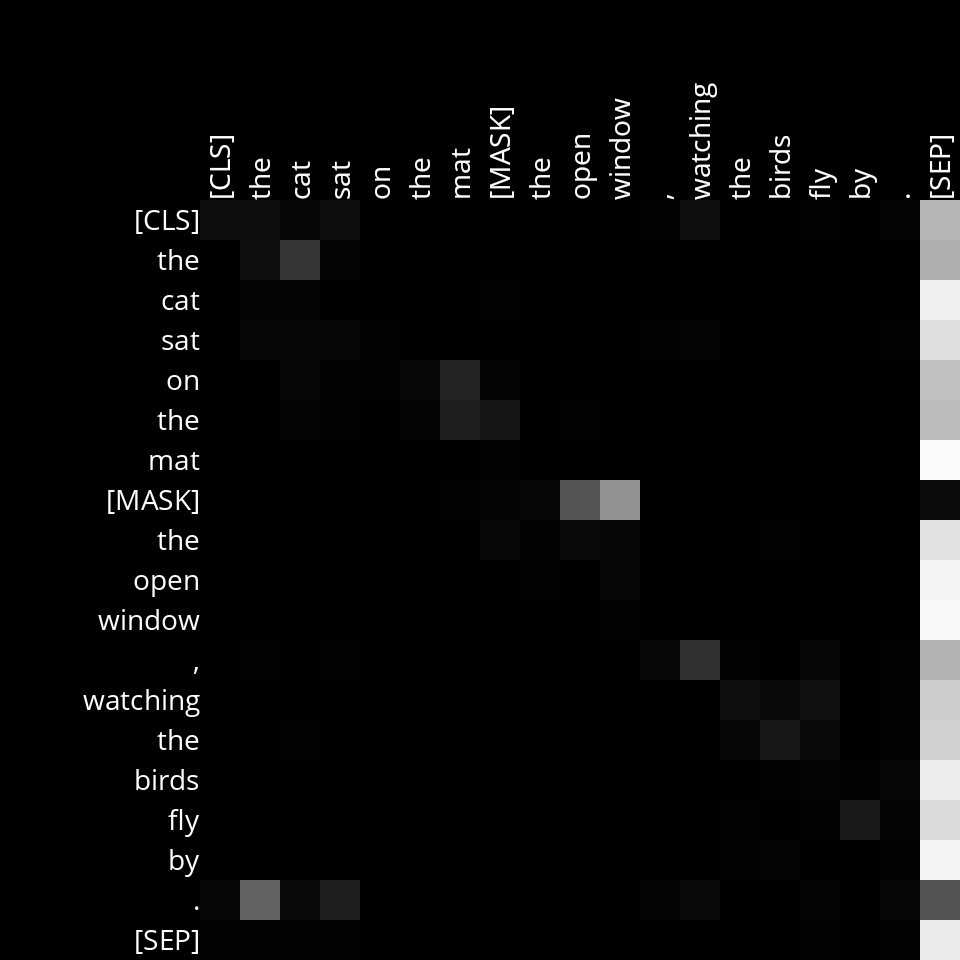 [CLS]
the
cat
sat
on
the
mat
[MASK]
the
open
window
,
watching
the
birds
fly
by
.
[SEP]
[CLS]
the
cat
sat
on
the
mat
[MASK]
the
open
window
,
watching
the
birds
fly
by
.
[SEP]